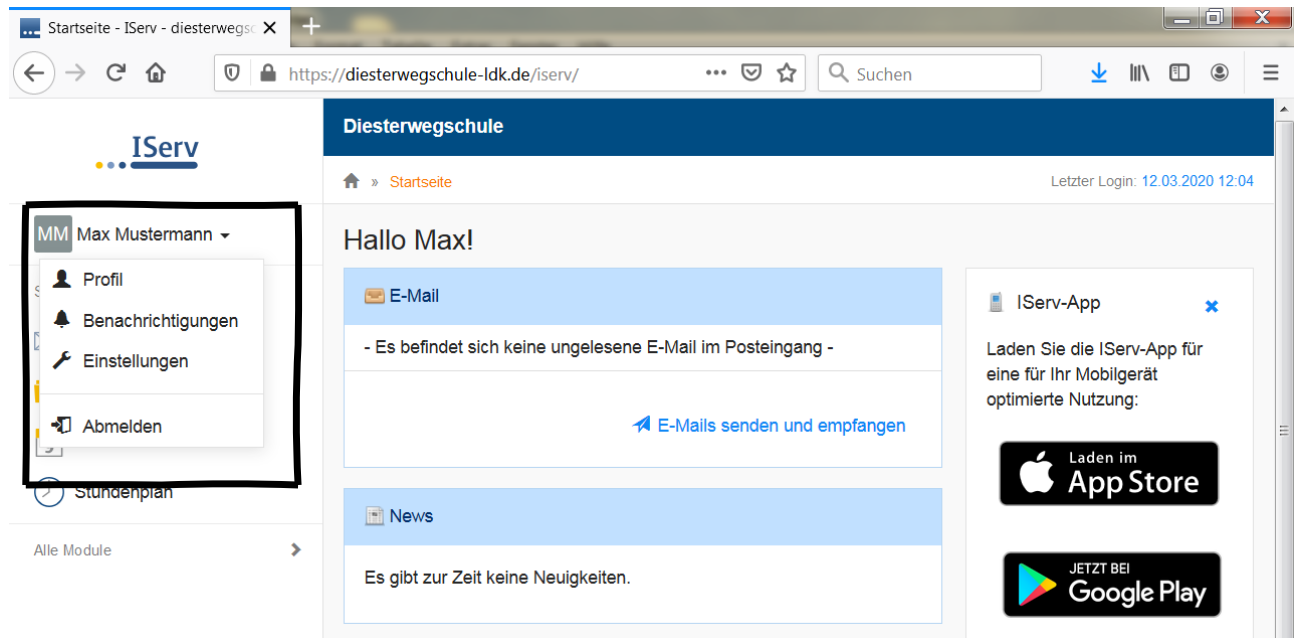 Startseite - IServ - diesterwegsc
https://diesterwegschule-ldk.de/iserv/
Suchen
IServ
MM Max Mustermann
Profil
Benachrichtigungen
Einstellungen
Abmelden
Stundenplan
Alle Module
Diesterwegschule
» Startseite
Letzter Login: 12.03.2020 12:04
Hallo Max!
E-Mail
- Es befindet sich keine ungelesene E-Mail im Posteingang -
E-Mails senden und empfangen
News
Es gibt zur Zeit keine Neuigkeiten.
IServ-App
Laden Sie die IServ-App für
eine für Ihr Mobilgerät
optimierte Nutzung:
Laden im
App Store
JETZT BEI
Google Play